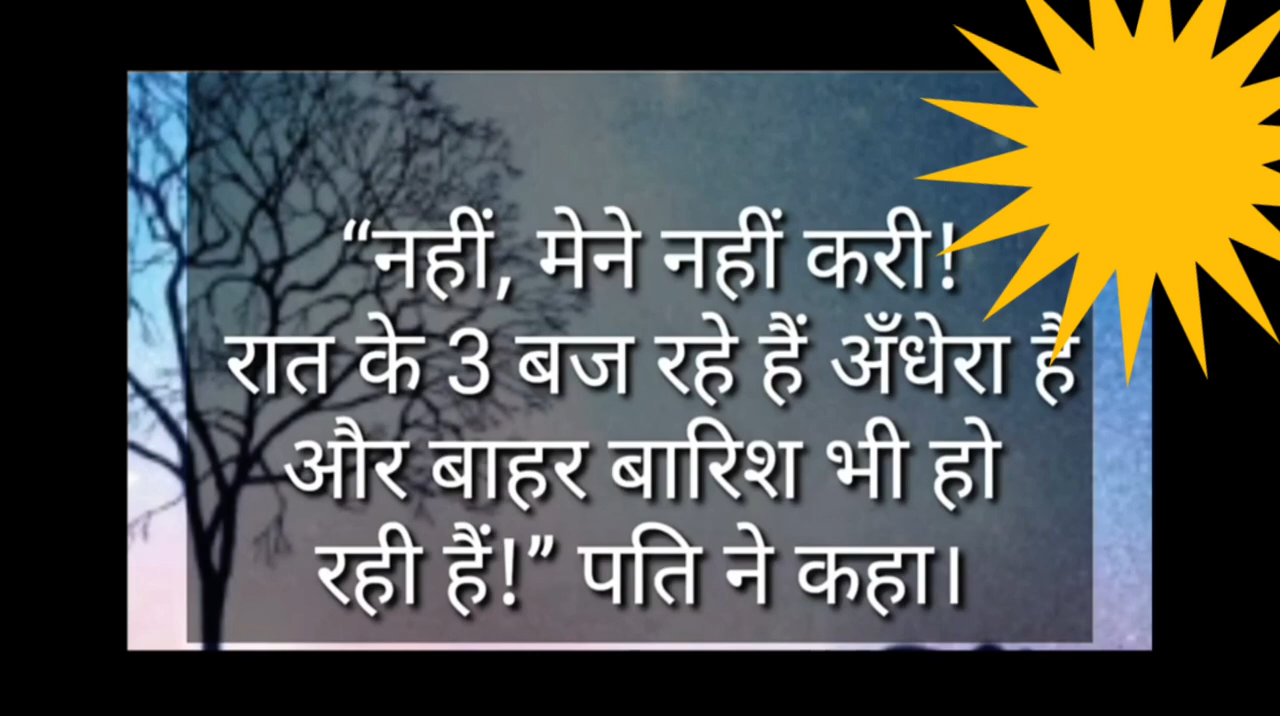 “नहीं, मेने नहीं करी!
रात के 3 बज रहे हैं अँधेरा है
और बाहर बारिश भी हो
रही हैं!” पति ने कहा।